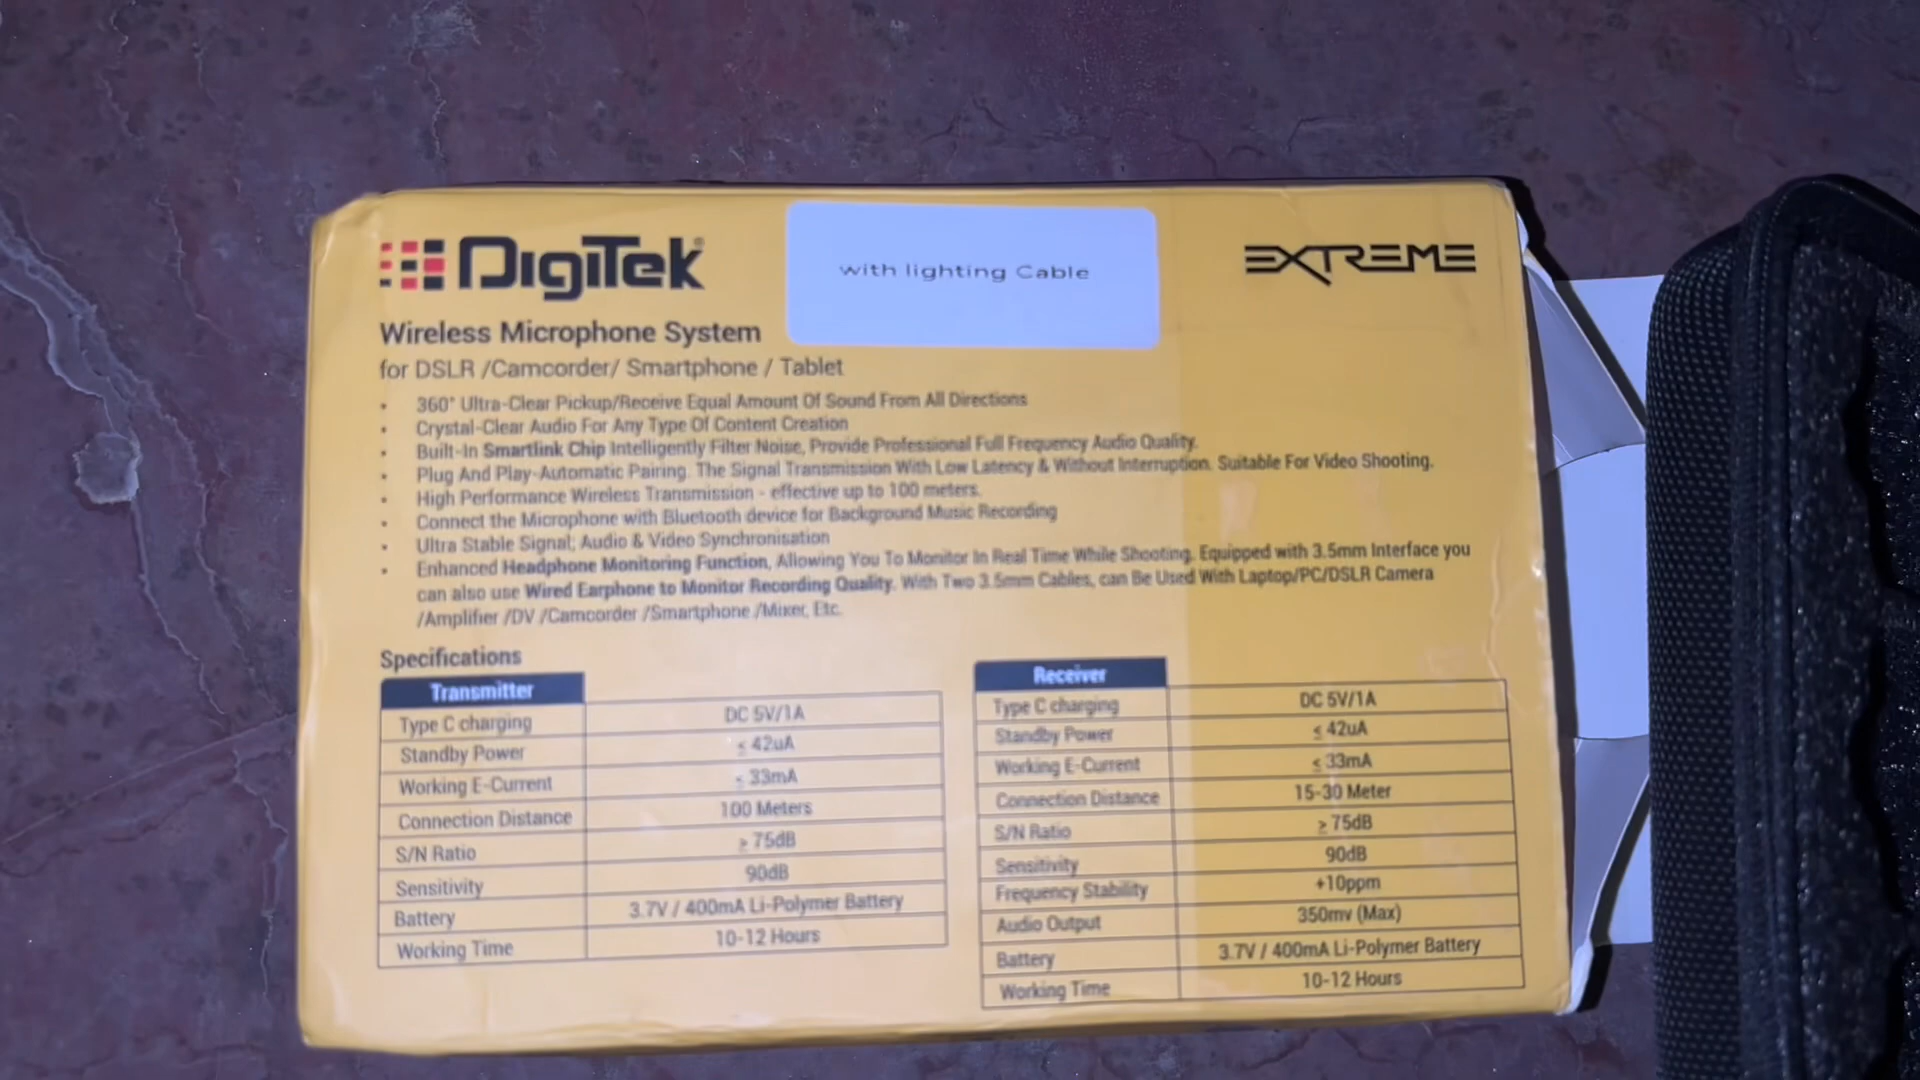 DigiTek®
with lighting Cable
EXTREME
Wireless Microphone System
for DSLR /Camcorder/ Smartphone / Tablet
• 360° Ultra-Clear Pickup/Receive Equal Amount Of Sound From All Directions
• Crystal-Clear Audio For Any Type Of Content Creation
• Built-In Smartlink Chip Intelligently Filter Noise, Provide Professional Full Frequency Audio Quality.
• Plug And Play-Automatic Pairing. The Signal Transmission With Low Latency & Without Interruption. Suitable For Video Shooting.
• High Performance Wireless Transmission - effective up to 100 meters.
• Connect the Microphone with Bluetooth device for Background Music Recording
• Ultra Stable Signal; Audio & Video Synchronisation
• Enhanced Headphone Monitoring Function, Allowing You To Monitor In Real Time While Shooting. Equipped with 3.5mm Interface you
can also use Wired Earphone to Monitor Recording Quality. With Two 3.5mm Cables, can Be Used With Laptop/PC/DSLR Camera
/Amplifier /DV /Camcorder /Smartphone /Mixer, Etc.
Specifications
Transmitter
Type C charging DC 5V/1A
Standby Power ≤ 42uA
Working E-Current ≤ 33mA
Connection Distance 100 Meters
S/N Ratio ≥ 75dB
Sensitivity 90dB
Battery 3.7V / 400mA Li-Polymer Battery
Working Time 10-12 Hours
Receiver
Type C charging DC 5V/1A
Standby Power ≤ 42uA
Working E-Current ≤ 33mA
Connection Distance 15-30 Meter
S/N Ratio ≥ 75dB
Sensitivity 90dB
Frequency Stability +10ppm
Audio Output 350mv (Max)
Battery 3.7V / 400mA Li-Polymer Battery
Working Time 10-12 Hours